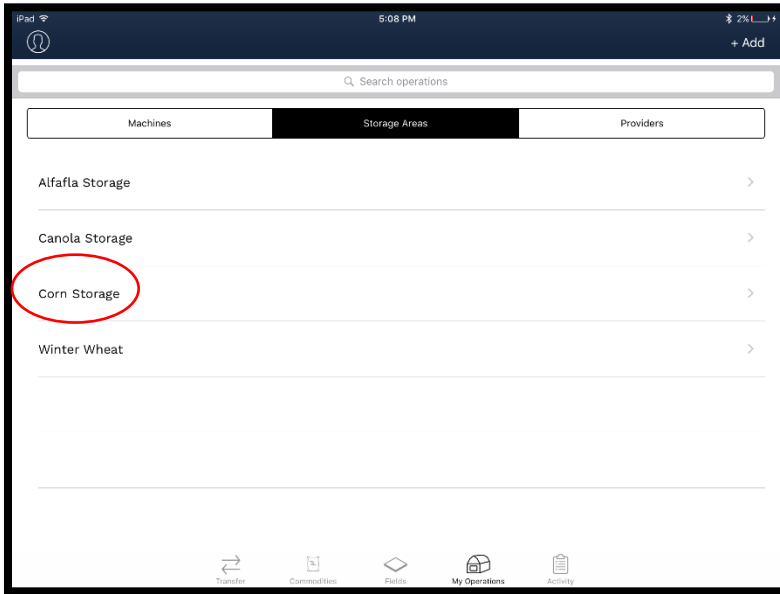 iPad 5:08 PM 2%
+ Add
Search operations
Machines Storage Areas Providers
Alfafla Storage
Canola Storage
Corn Storage
Winter Wheat
Transfer Commodities Fields My Operations Activity